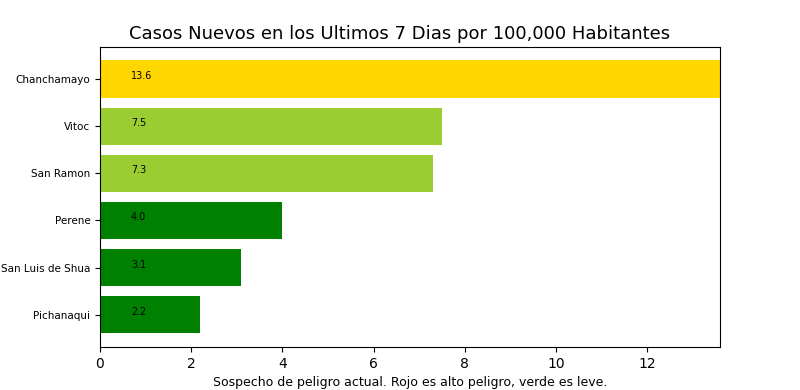 Casos Nuevos en los Ultimos 7 Dias por 100,000 Habitantes
Chanchamayo 13.6
Vitoc 7.5
San Ramon 7.3
Perene 4.0
San Luis de Shua 3.1
Pichanaqui 2.2
0 2 4 6 8 10 12
Sospecho de peligro actual. Rojo es alto peligro, verde es leve.